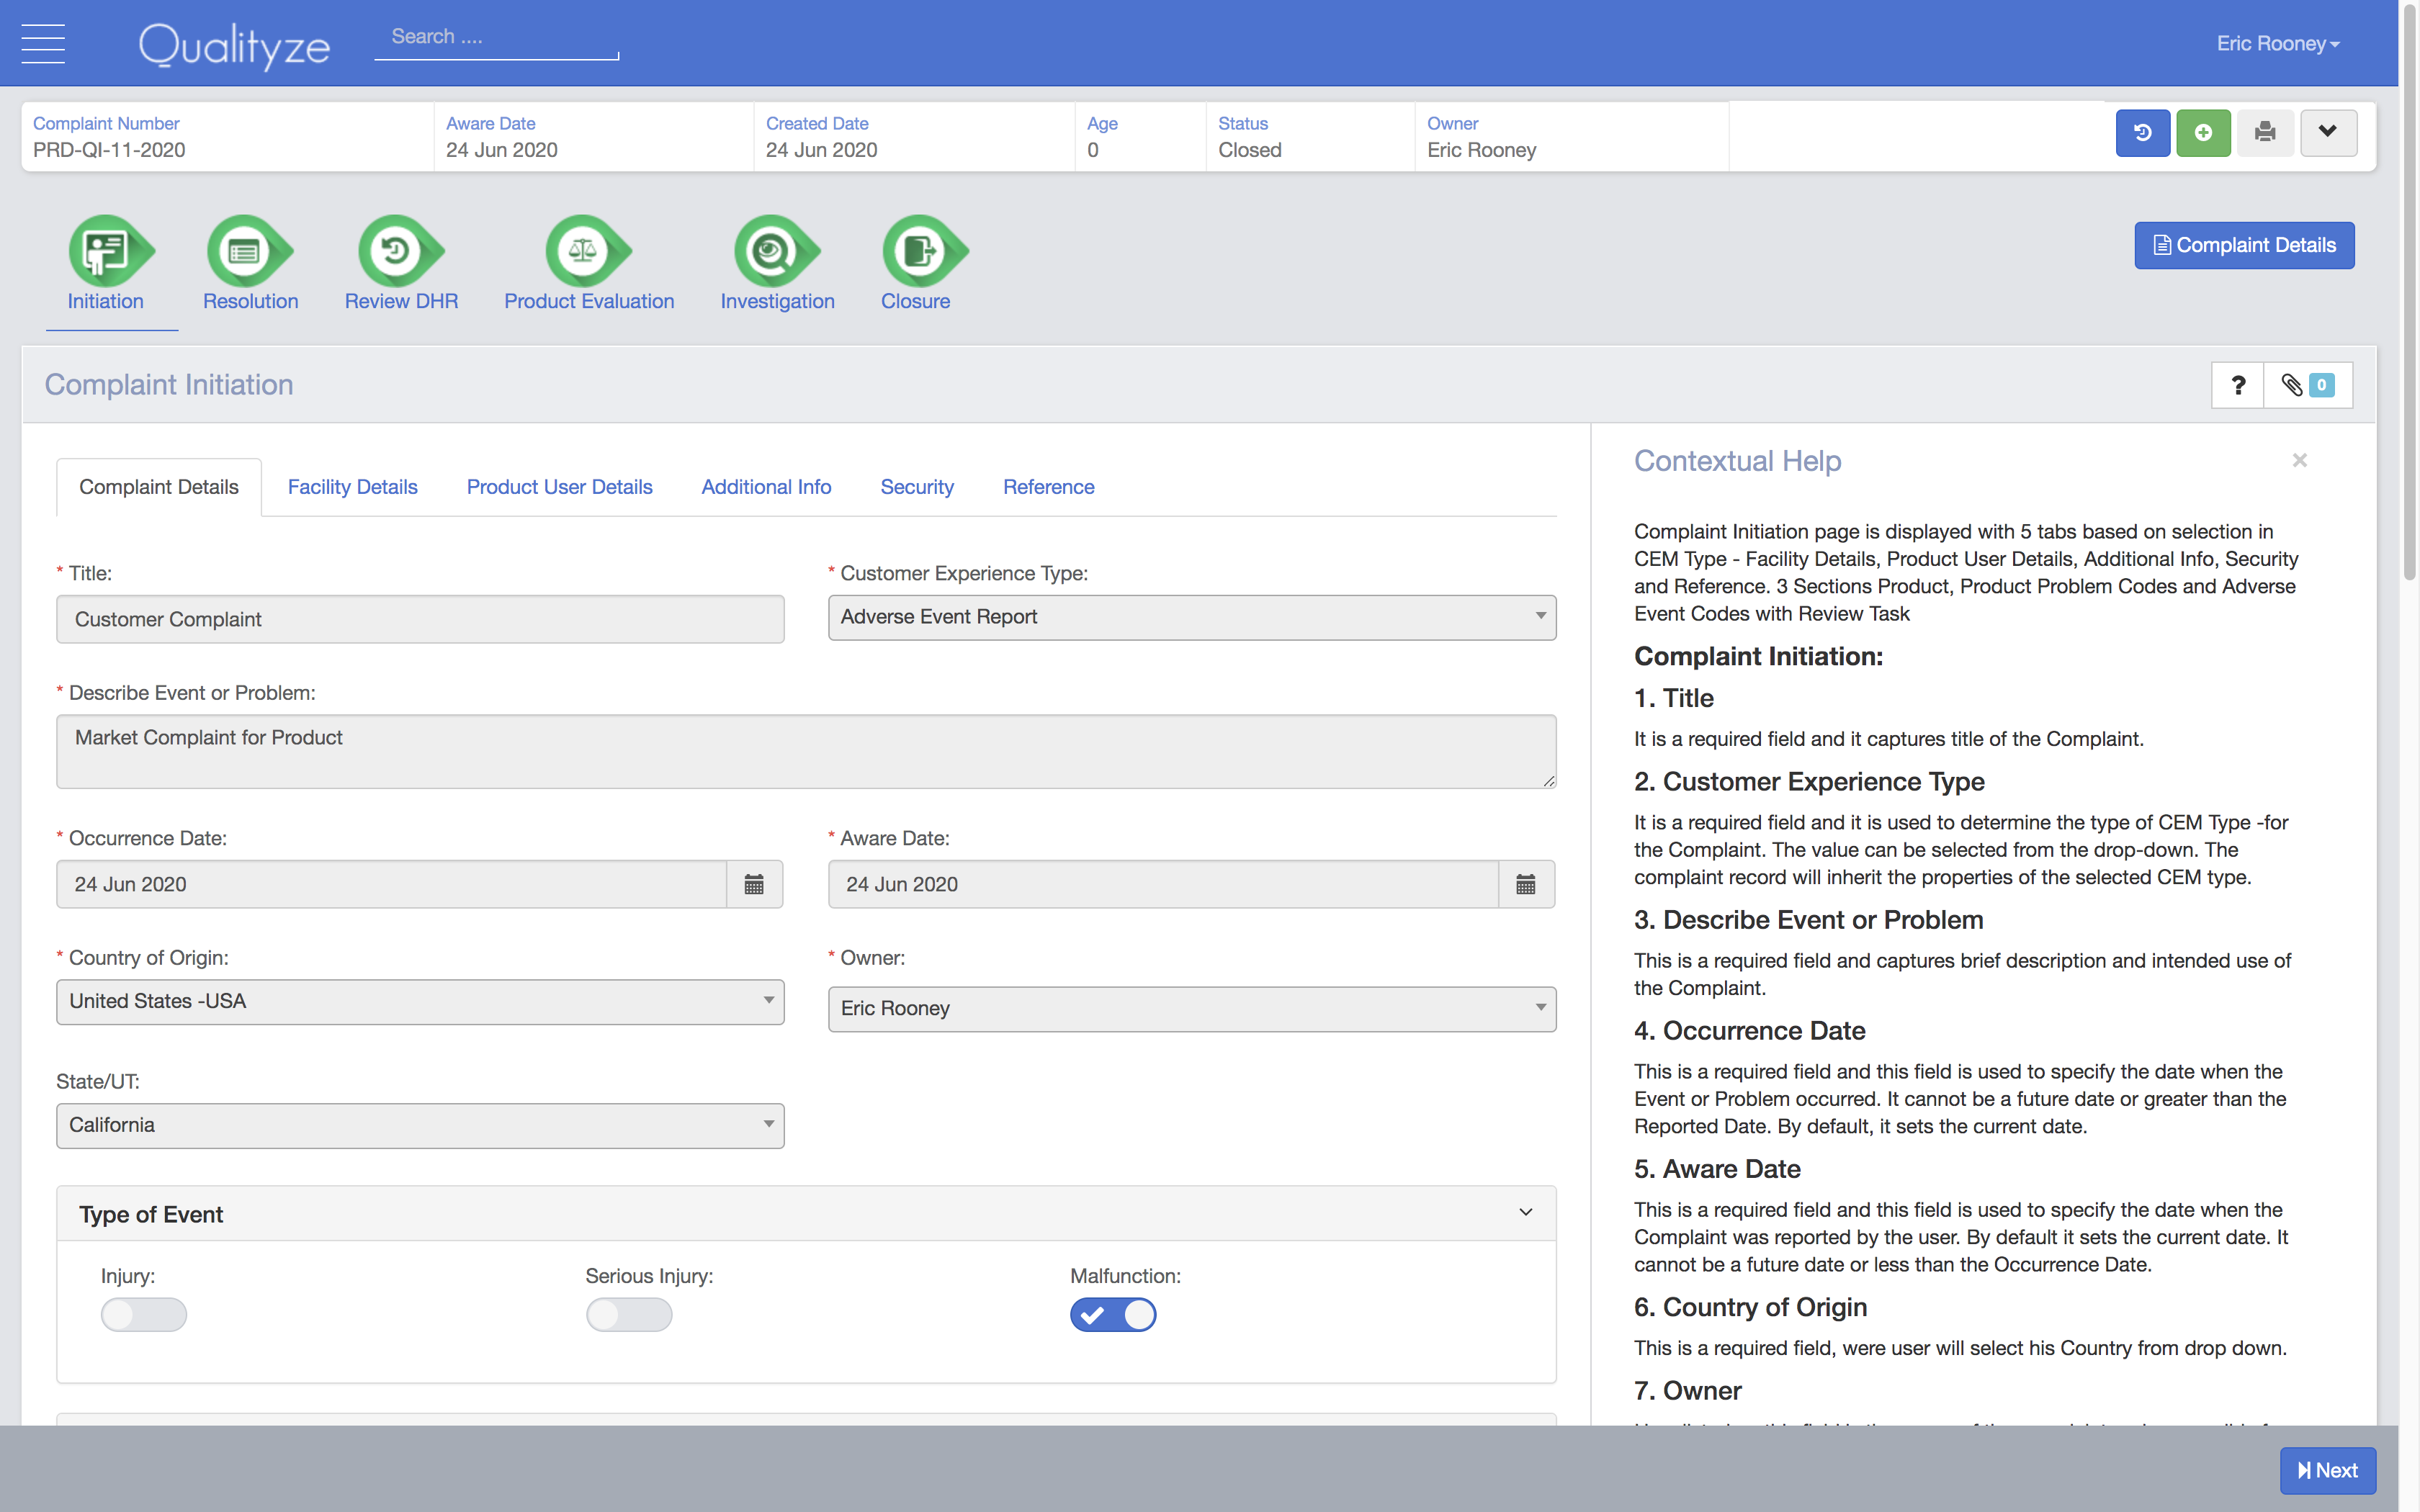 Qualityze
Search ....
Eric Rooney
Complaint Number
PRD-QI-11-2020
Aware Date
24 Jun 2020
Created Date
24 Jun 2020
Age
0
Status
Closed
Owner
Eric Rooney
Initiation
Resolution
Review DHR
Product Evaluation
Investigation
Closure
Complaint Details
Complaint Initiation
?
0
Complaint Details
Facility Details
Product User Details
Additional Info
Security
Reference
* Title:
Customer Complaint
* Customer Experience Type:
Adverse Event Report
* Describe Event or Problem:
Market Complaint for Product
* Occurrence Date:
24 Jun 2020
* Aware Date:
24 Jun 2020
* Country of Origin:
United States -USA
* Owner:
Eric Rooney
State/UT:
California
Type of Event
Injury:
Serious Injury:
Malfunction:
Contextual Help
×
Complaint Initiation page is displayed with 5 tabs based on selection in
CEM Type - Facility Details, Product User Details, Additional Info, Security
and Reference. 3 Sections Product, Product Problem Codes and Adverse
Event Codes with Review Task
Complaint Initiation:
1. Title
It is a required field and it captures title of the Complaint.
2. Customer Experience Type
It is a required field and it is used to determine the type of CEM Type -for
the Complaint. The value can be selected from the drop-down. The
complaint record will inherit the properties of the selected CEM type.
3. Describe Event or Problem
This is a required field and captures brief description and intended use of
the Complaint.
4. Occurrence Date
This is a required field and this field is used to specify the date when the
Event or Problem occurred. It cannot be a future date or greater than the
Reported Date. By default, it sets the current date.
5. Aware Date
This is a required field and this field is used to specify the date when the
Complaint was reported by the user. By default it sets the current date. It
cannot be a future date or less than the Occurrence Date.
6. Country of Origin
This is a required field, were user will select his Country from drop down.
7. Owner
Next